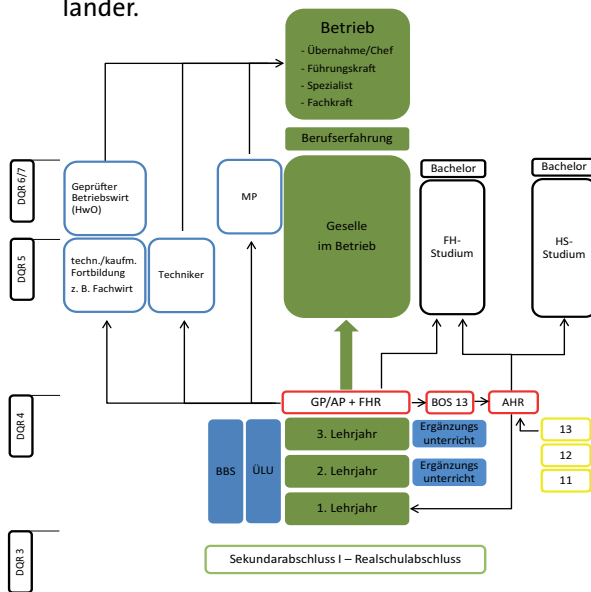 länder.
Betrieb
- Übernahme/Chef
- Führungskraft
- Spezialist
- Fachkraft
Berufserfahrung
DQR 6/7
Geprüfter
Betriebswirt
(HwO)
MP
Geselle
im Betrieb
Bachelor
FH-
Studium
Bachelor
HS-
Studium
DQR 5
techn./kaufm.
Fortbildung
z. B. Fachwirt
Techniker
DQR 4
GP/AP + FHR
BOS 13
AHR
BBS
ÜLU
3. Lehrjahr
Ergänzungs
unterricht
13
2. Lehrjahr
Ergänzungs
unterricht
12
11
1. Lehrjahr
DQR 3
Sekundarabschluss I – Realschulabschluss